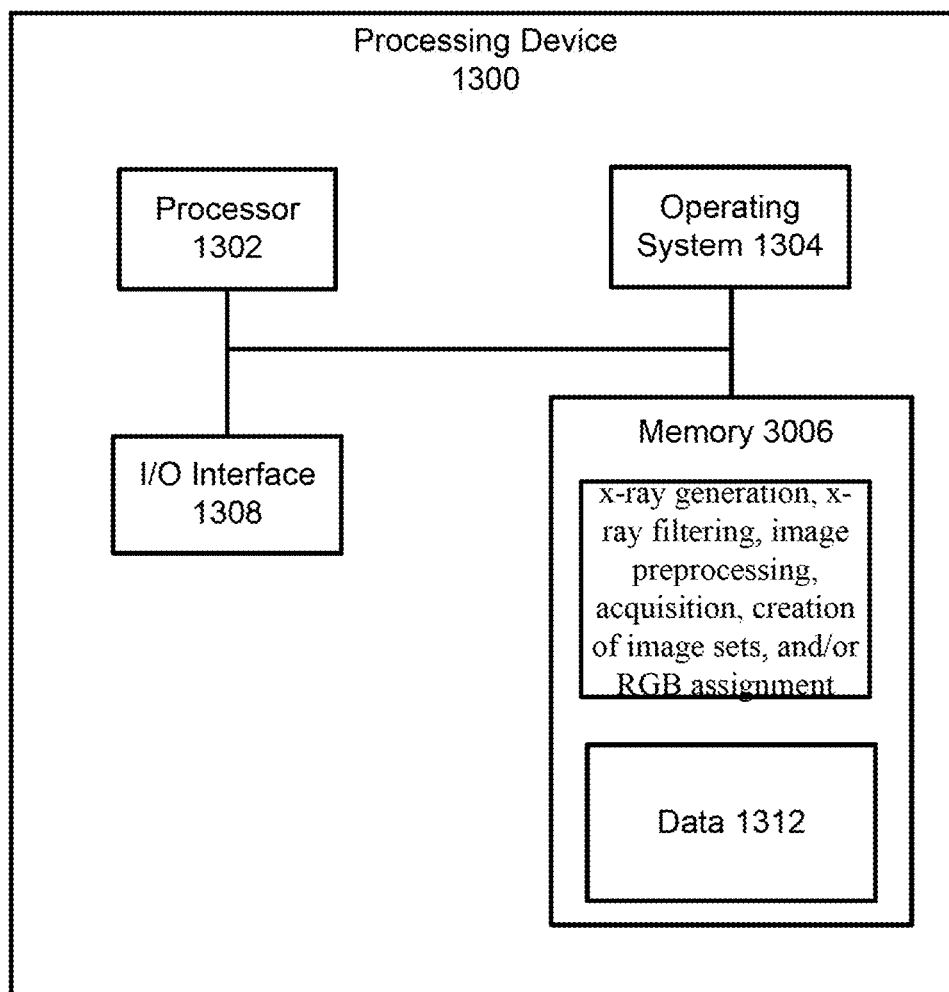 Processing Device
1300
Processor
1302
Operating
System 1304
I/O Interface
1308
Memory 3006
x-ray generation, x-
ray filtering, image
preprocessing,
acquisition, creation
of image sets, and/or
RGB assignment
Data 1312